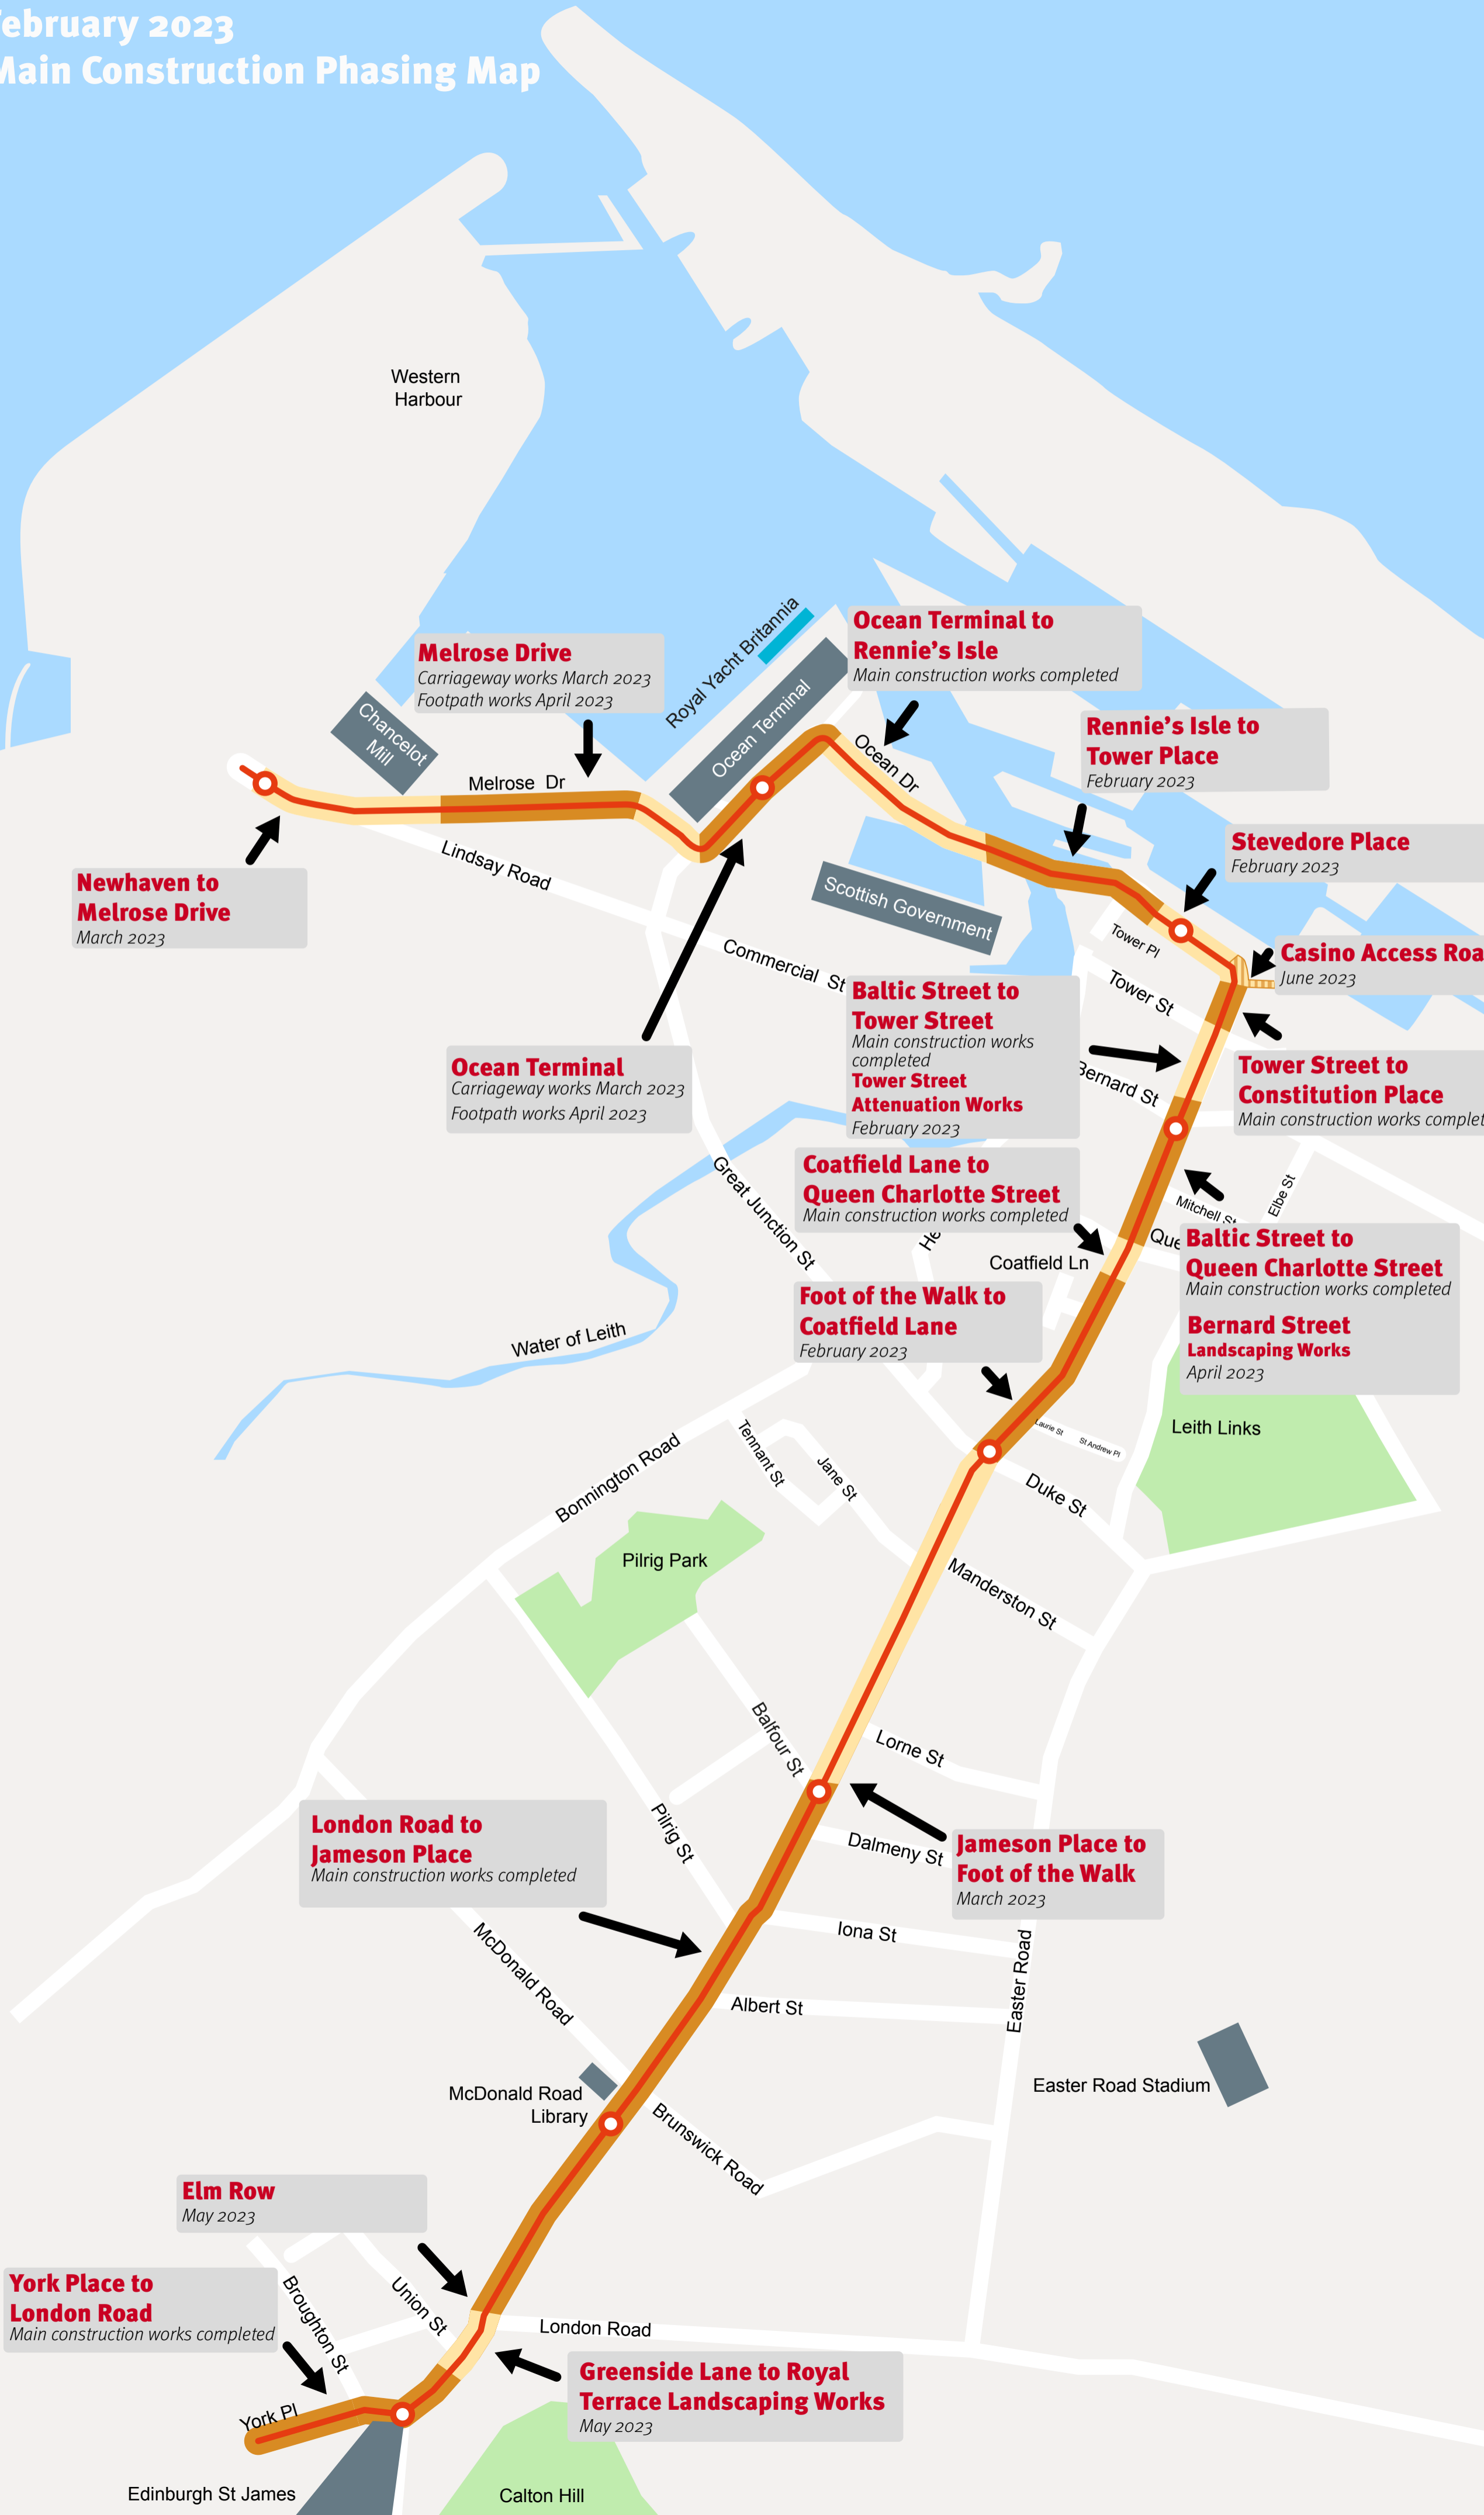 ebruary 2023
Main Construction Phasing Map
Western
Harbour
Royal Yacht Britannia
Ocean Terminal to
Rennie’s Isle
Main construction works completed
Melrose Drive
Carriageway works March 2023
Footpath works April 2023
Chancelot
Mill
Ocean Terminal
Ocean Dr
Rennie’s Isle to
Tower Place
February 2023
Melrose Dr
Stevedore Place
February 2023
Lindsay Road
Newhaven to
Melrose Drive
March 2023
Scottish Government
Tower Pl
Commercial St
Casino Access Roa
June 2023
Tower St
Baltic Street to
Tower Street
Main construction works
completed
Tower Street
Attenuation Works
February 2023
Ocean Terminal
Carriageway works March 2023
Footpath works April 2023
Bernard St
Tower Street to
Constitution Place
Main construction works complet
Great Junction St
Coatfield Lane to
Queen Charlotte Street
Main construction works completed
Mitchell St
Elbe St
He
Que
Coatfield Ln
Baltic Street to
Queen Charlotte Street
Main construction works completed
Bernard Street
Landscaping Works
April 2023
Foot of the Walk to
Coatfield Lane
February 2023
Water of Leith
Leith Links
Laurie St
St Andrew Pl
Bonnington Road
Tennant St
Jane St
Duke St
Pilrig Park
Manderston St
Balfour St
Lorne St
London Road to
Jameson Place
Main construction works completed
Pilrig St
Dalmeny St
Jameson Place to
Foot of the Walk
March 2023
McDonald Road
Iona St
Easter Road
Albert St
McDonald Road
Library
Easter Road Stadium
Brunswick Road
Elm Row
May 2023
York Place to
London Road
Main construction works completed
Broughton St
Union St
London Road
Greenside Lane to Royal
Terrace Landscaping Works
May 2023
York Pl
Edinburgh St James
Calton Hill